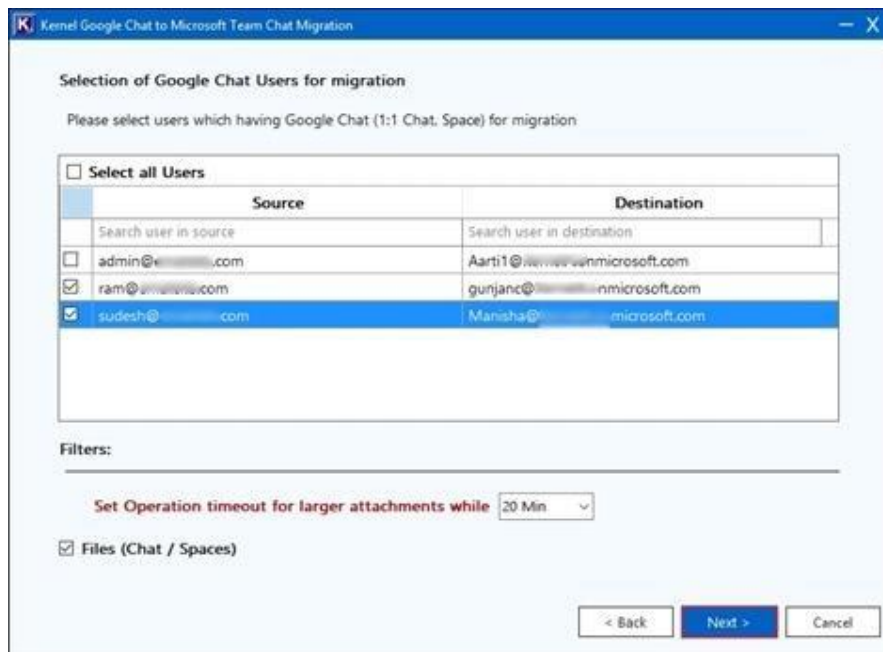 Kernel Google Chat to Microsoft Team Chat Migration
Selection of Google Chat Users for migration
Please select users which having Google Chat (1:1 Chat, Space) for migration
Select all Users
Source Destination
Search user in source Search user in destination
admin@ .com Aarti1@ onmicrosoft.com
ram@ .com gunjanc@ nmicrosoft.com
sudesh@ com Manisha@ microsoft.com
Filters:
Set Operation timeout for larger attachments while 20 Min
Files (Chat / Spaces)
< Back Next > Cancel